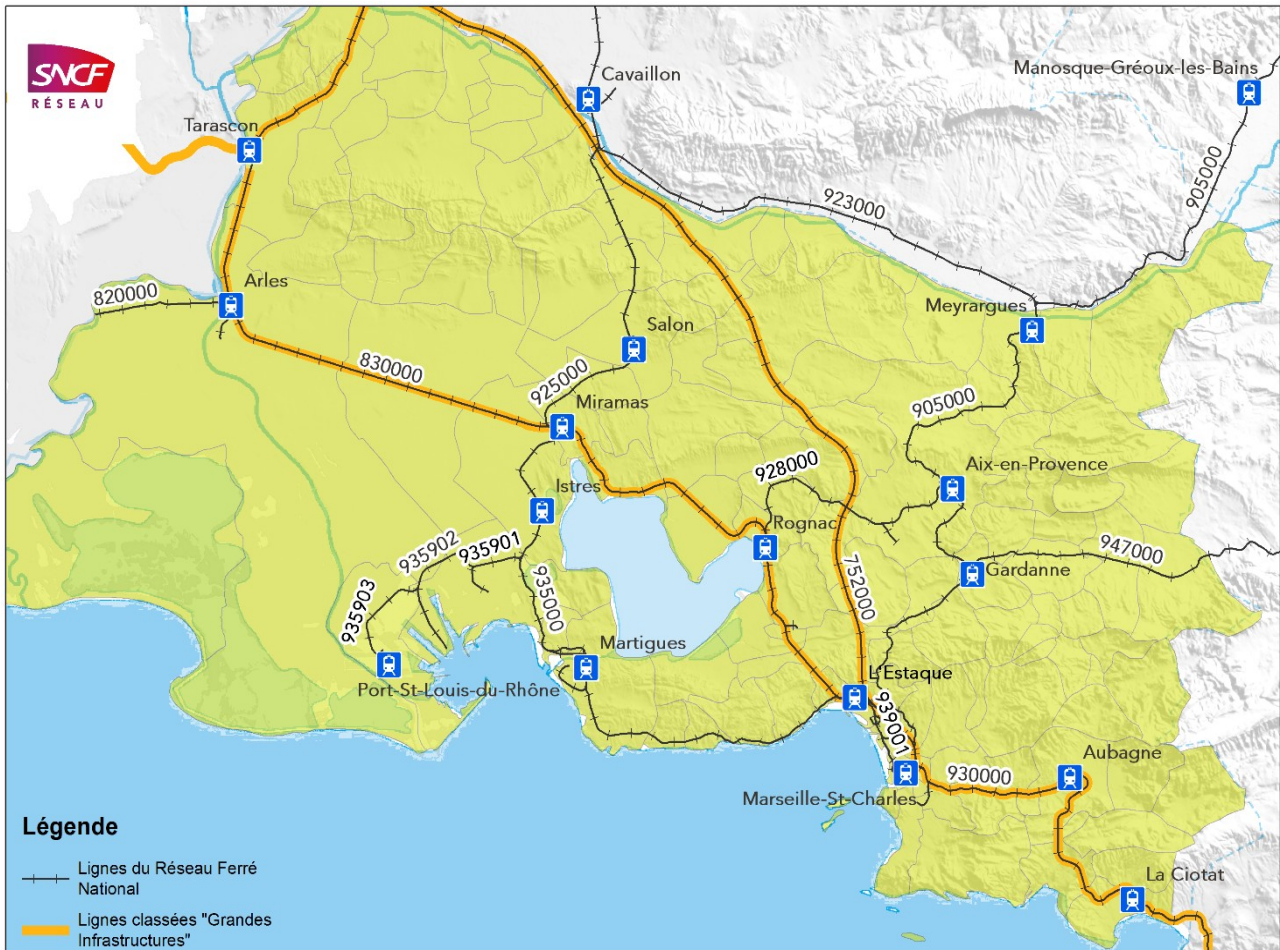 SNCF
RÉSEAU
Cavaillon
Manosque-Gréoux-les-Bains
Tarascon
923000
905000
820000
Arles
Meyrargues
Salon
830000
925000
905000
Miramas
928000
Aix-en-Provence
Istres
Rognac
935902
935901
947000
752000
Gardanne
935000
935903
Martigues
L'Estaque
Port-St-Louis-du-Rhône
939001
Aubagne
930000
Marseille-St-Charles
Légende
Lignes du Réseau Ferré
National
La Ciotat
Lignes classées "Grandes
Infrastructures"